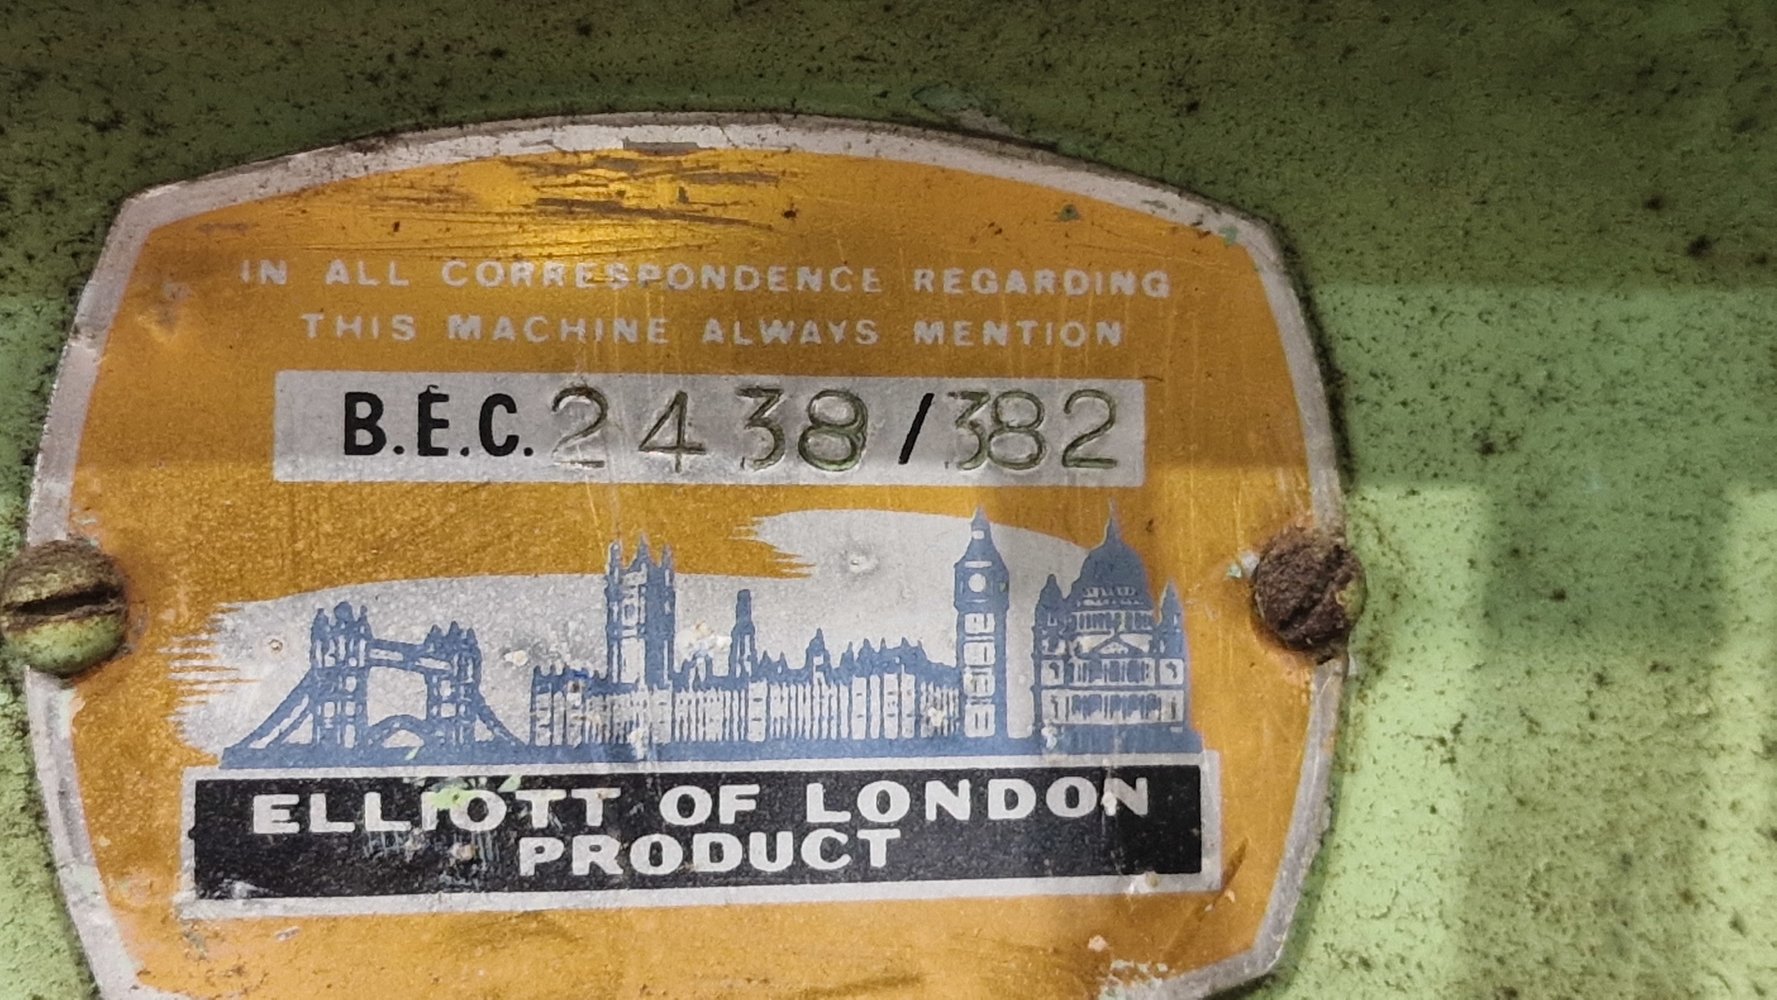 IN ALL CORRESPONDENCE REGARDING
THIS MACHINE ALWAYS MENTION
B.E.C. 2438/382
ELLIOTT OF LONDON
PRODUCT